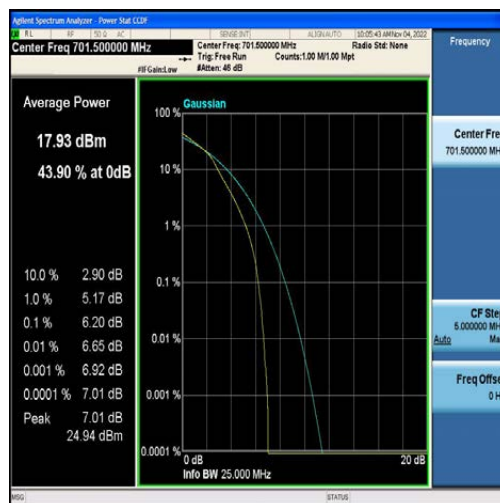 Agilent Spectrum Analyzer - Power Stat CCDF
RL RF 50 Ω AC SENSE:INT ALIGN AUTO 10:05:43 AM Nov 04, 2022
Center Freq 701.500000 MHz
Center Freq: 701.500000 MHz
Radio Std: None
Trig: Free Run
Counts:1.00 M/1.00 Mpt
#IFGain:Low
#Atten: 46 dB
Frequency
Average Power
17.93 dBm
43.90 % at 0dB
10.0 % 2.90 dB
1.0 % 5.17 dB
0.1 % 6.20 dB
0.01 % 6.65 dB
0.001 % 6.92 dB
0.0001 % 7.01 dB
Peak 7.01 dB
24.94 dBm
Gaussian
100 %
10 %
1 %
0.1 %
0.01 %
0.001 %
0.0001 %
0 dB
20 dB
Info BW 25.000 MHz
Center Fre
701.500000 MH
CF Ste
5.000000 MH
Auto Ma
Freq Offse
0 H
MSG
STATUS